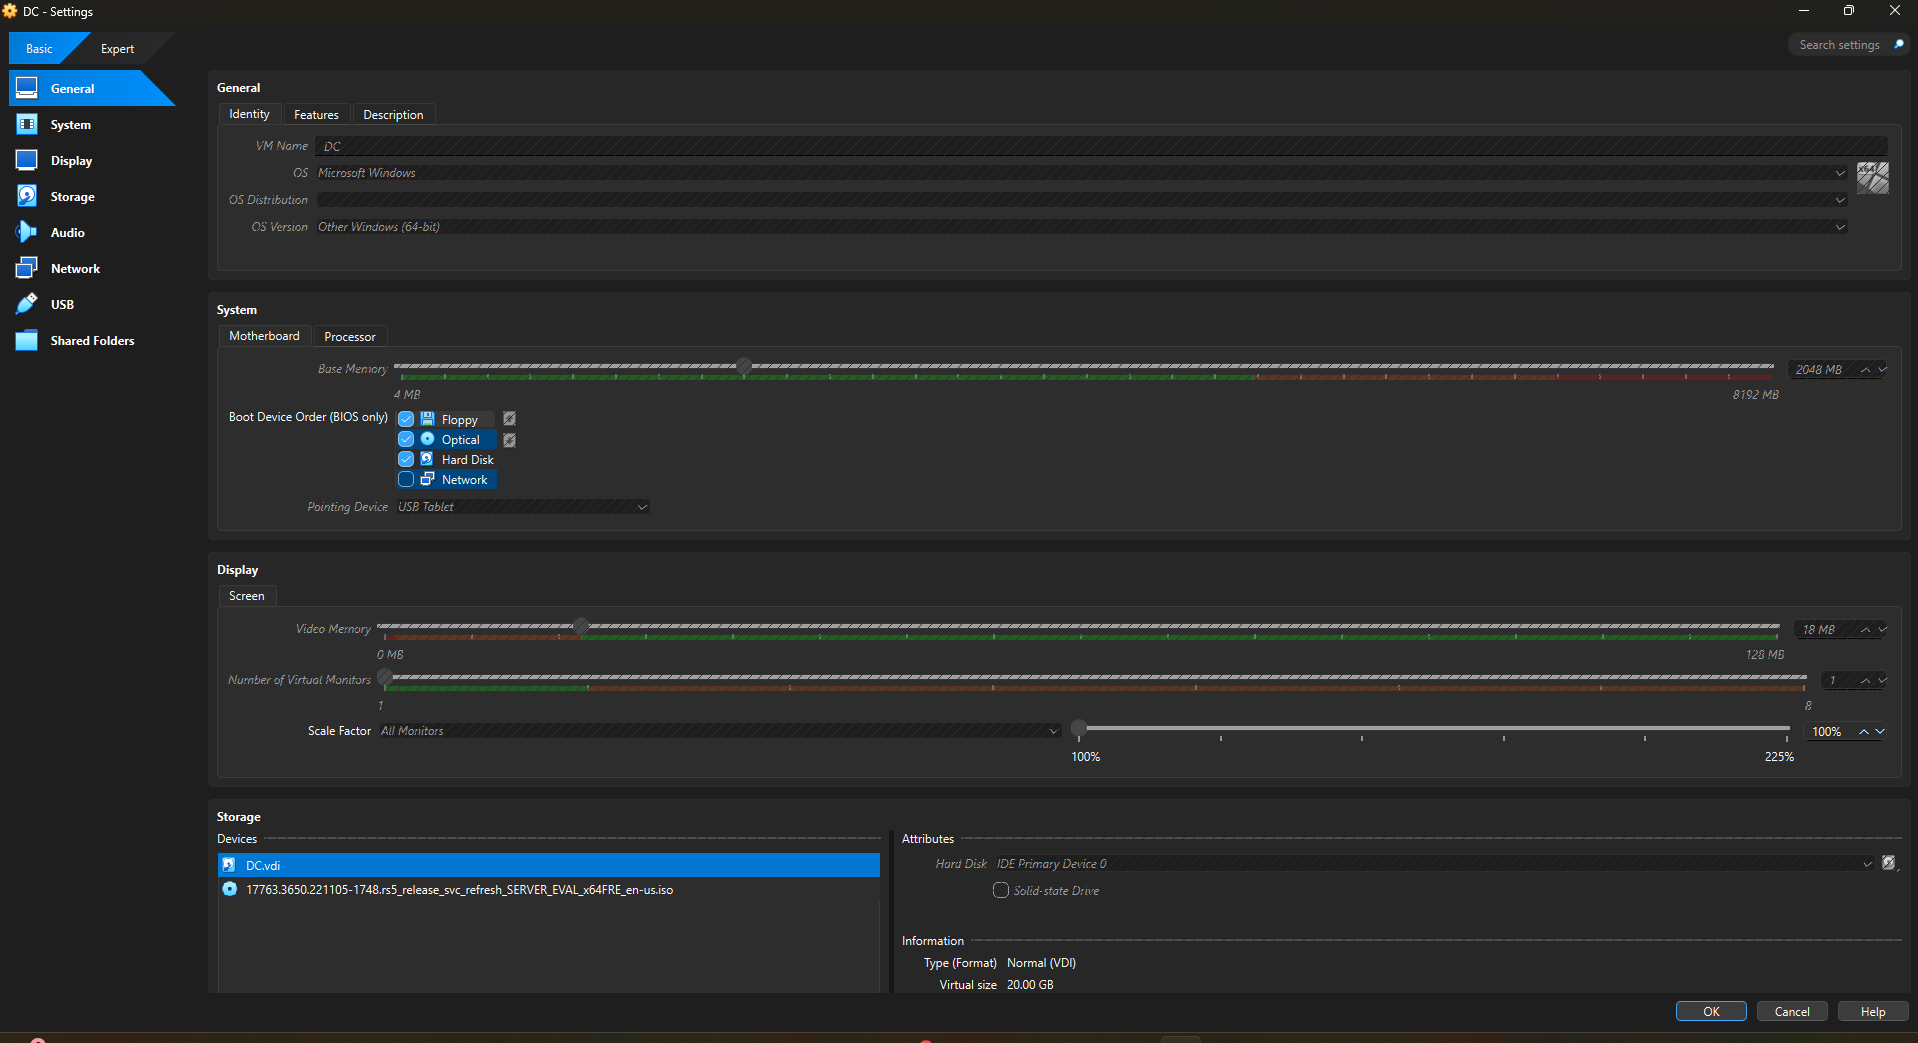 DC - Settings
Basic
Expert
Search settings
General
System
Display
Storage
Audio
Network
USB
Shared Folders
General
Identity
Features
Description
VM Name DC
OS Microsoft Windows
x64
OS Distribution
OS Version Other Windows (64-bit)
System
Motherboard
Processor
Base Memory
2048 MB
4 MB
8192 MB
Boot Device Order (BIOS only)
Floppy
Optical
Hard Disk
Network
Pointing Device USB Tablet
Display
Screen
Video Memory
18 MB
0 MB
128 MB
Number of Virtual Monitors
1
1
8
Scale Factor All Monitors
100%
100%
225%
Storage
Devices
DC.vdi
17763.3650.221105-1748.rs5_release_svc_refresh_SERVER_EVAL_x64FRE_en-us.iso
Attributes
Hard Disk IDE Primary Device 0
Solid-state Drive
Information
Type (Format) Normal (VDI)
Virtual size 20.00 GB
OK
Cancel
Help